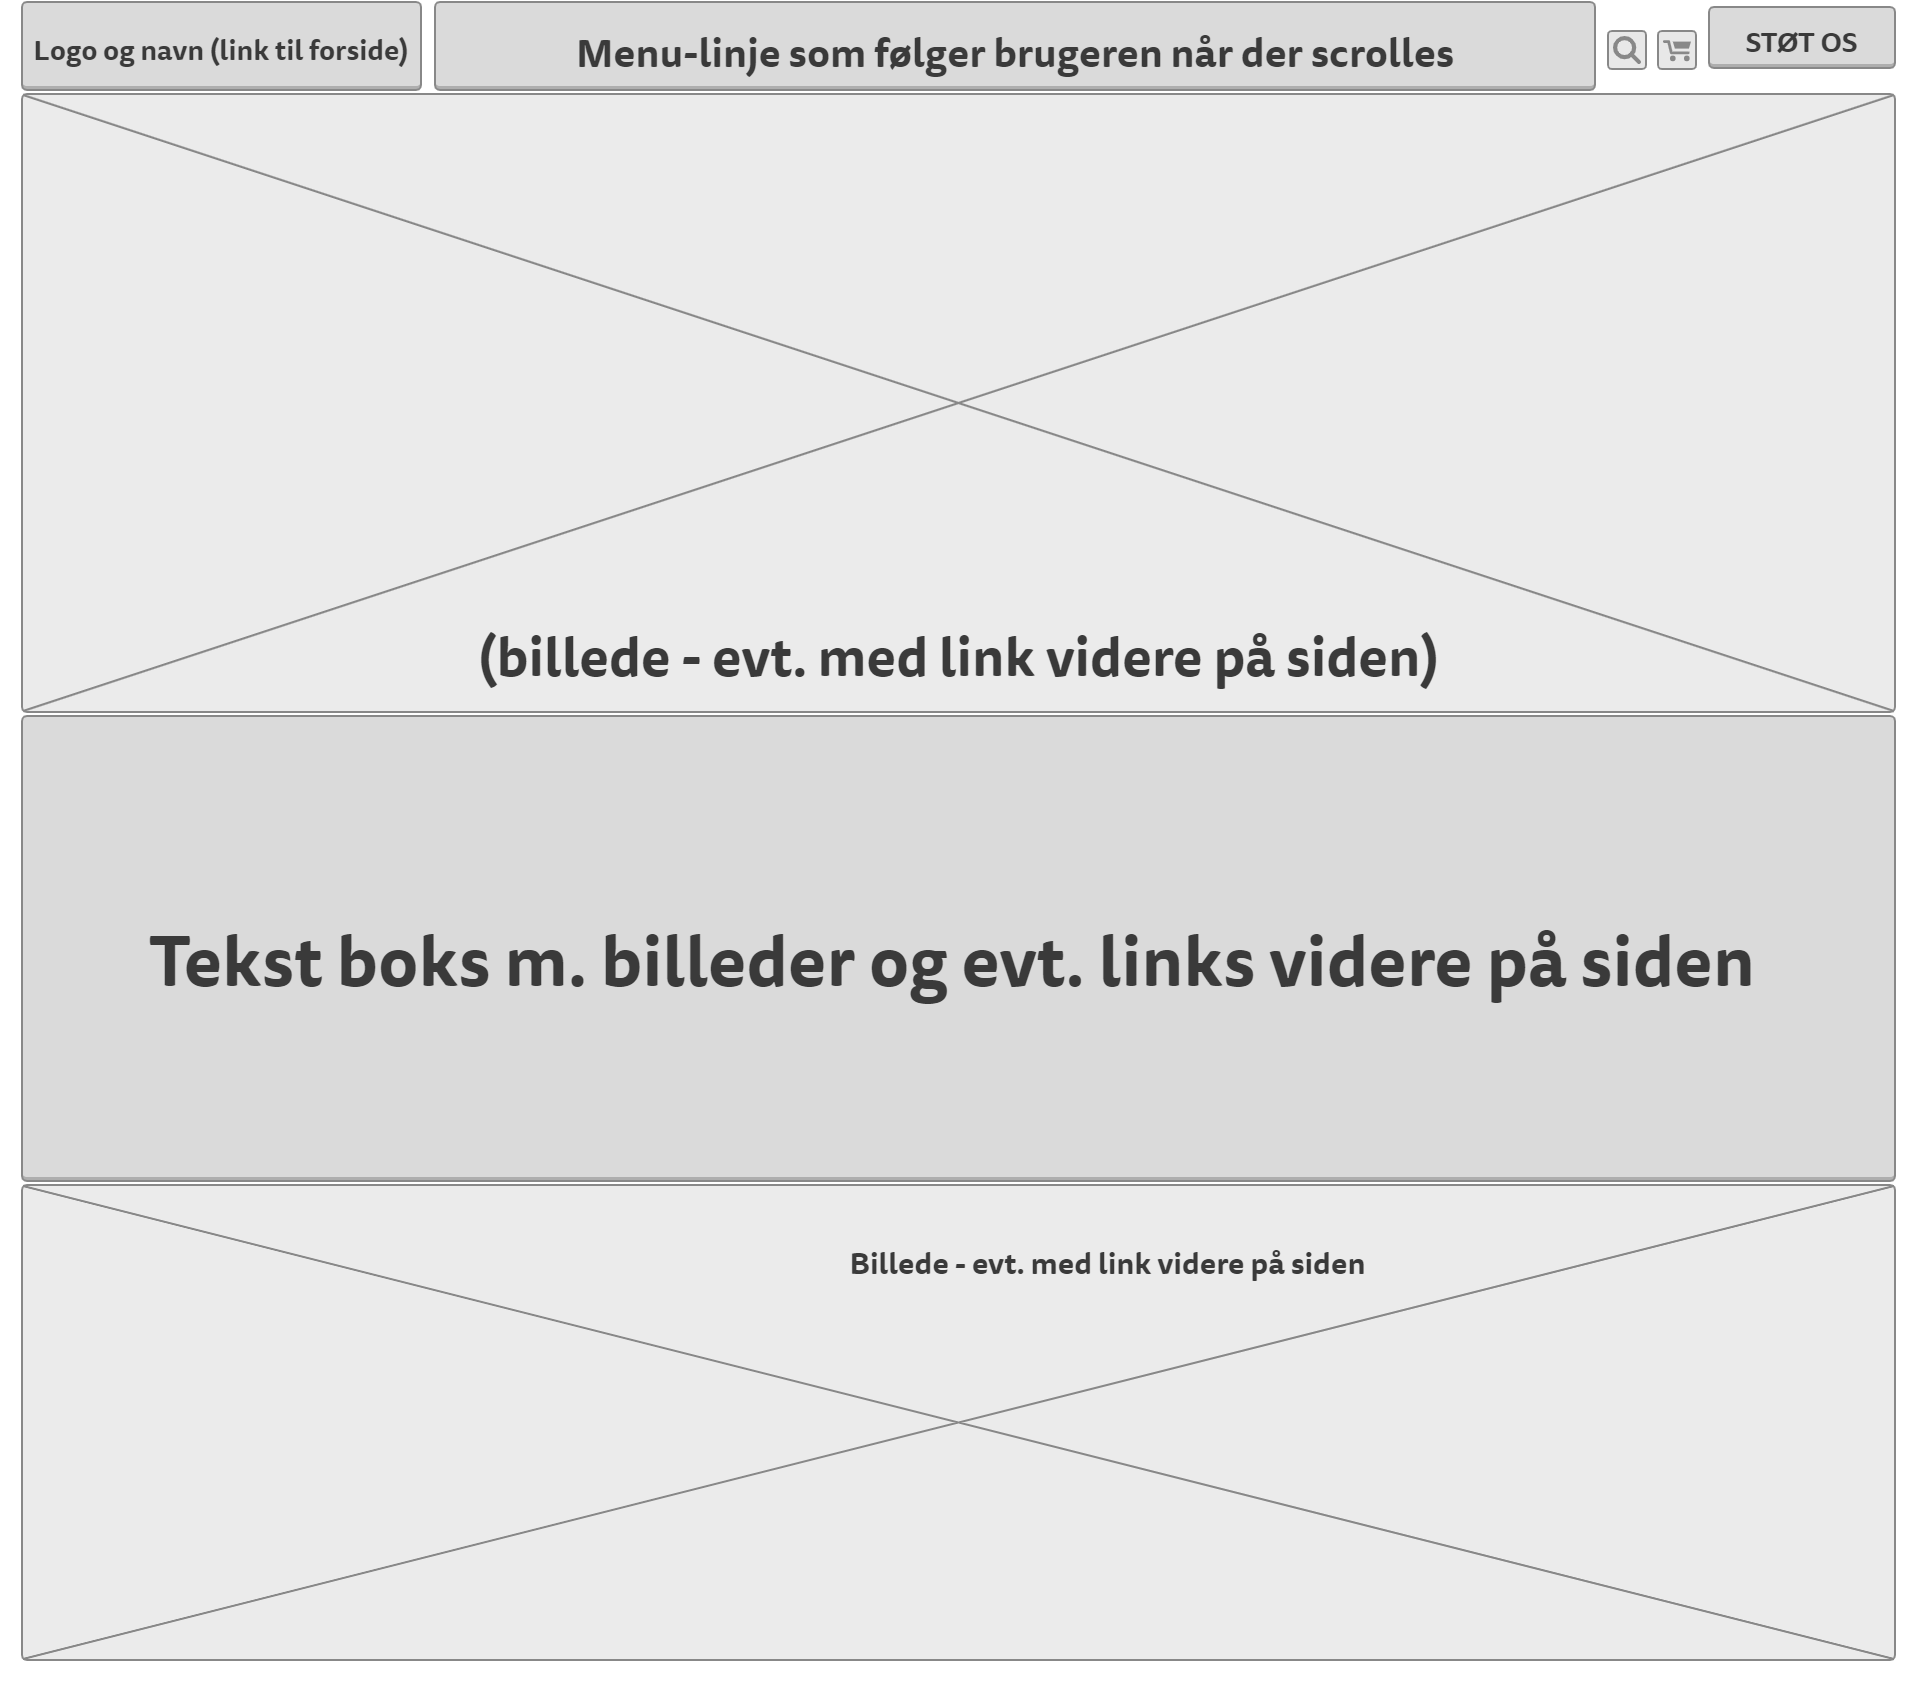 Logo og navn (link til forside)
Menu-linje som følger brugeren når der scrolles
STØT OS
(billede - evt. med link videre på siden)
Tekst boks m. billeder og evt. links videre på siden
Billede - evt. med link videre på siden